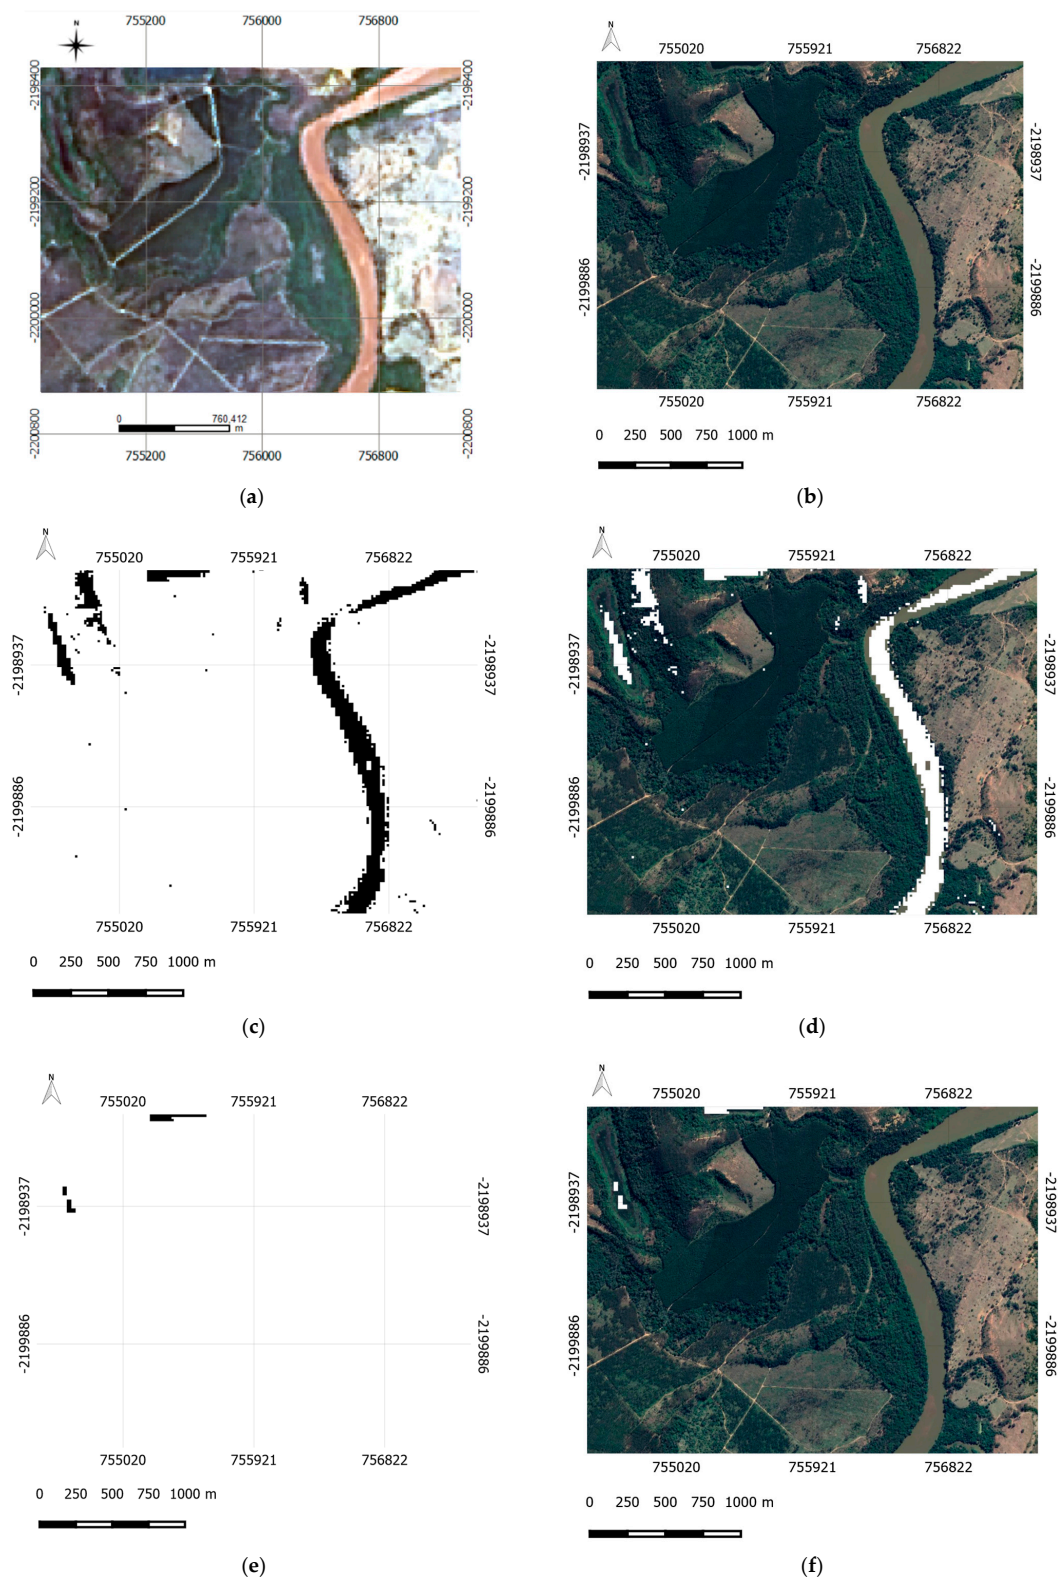 N
755200 756000 756800
-2198400 -2198400
-2199200 -2199200
-2200000 -2200000
-2200800 -2200800
0 760,412
m
755200 756000 756800
(a)
N
755020 755921 756822
-2198937 -2198937
-2199886 -2199886
755020 755921 756822
0 250 500 750 1000 m
(b)
N
755020 755921 756822
-2198937 -2198937
-2199886 -2199886
755020 755921 756822
0 250 500 750 1000 m
(c)
N
755020 755921 756822
-2198937 -2198937
-2199886 -2199886
755020 755921 756822
0 250 500 750 1000 m
(d)
N
755020 755921 756822
-2198937 -2198937
-2199886 -2199886
755020 755921 756822
0 250 500 750 1000 m
(e)
N
755020 755921 756822
-2198937 -2198937
-2199886 -2199886
755020 755921 756822
0 250 500 750 1000 m
(f)